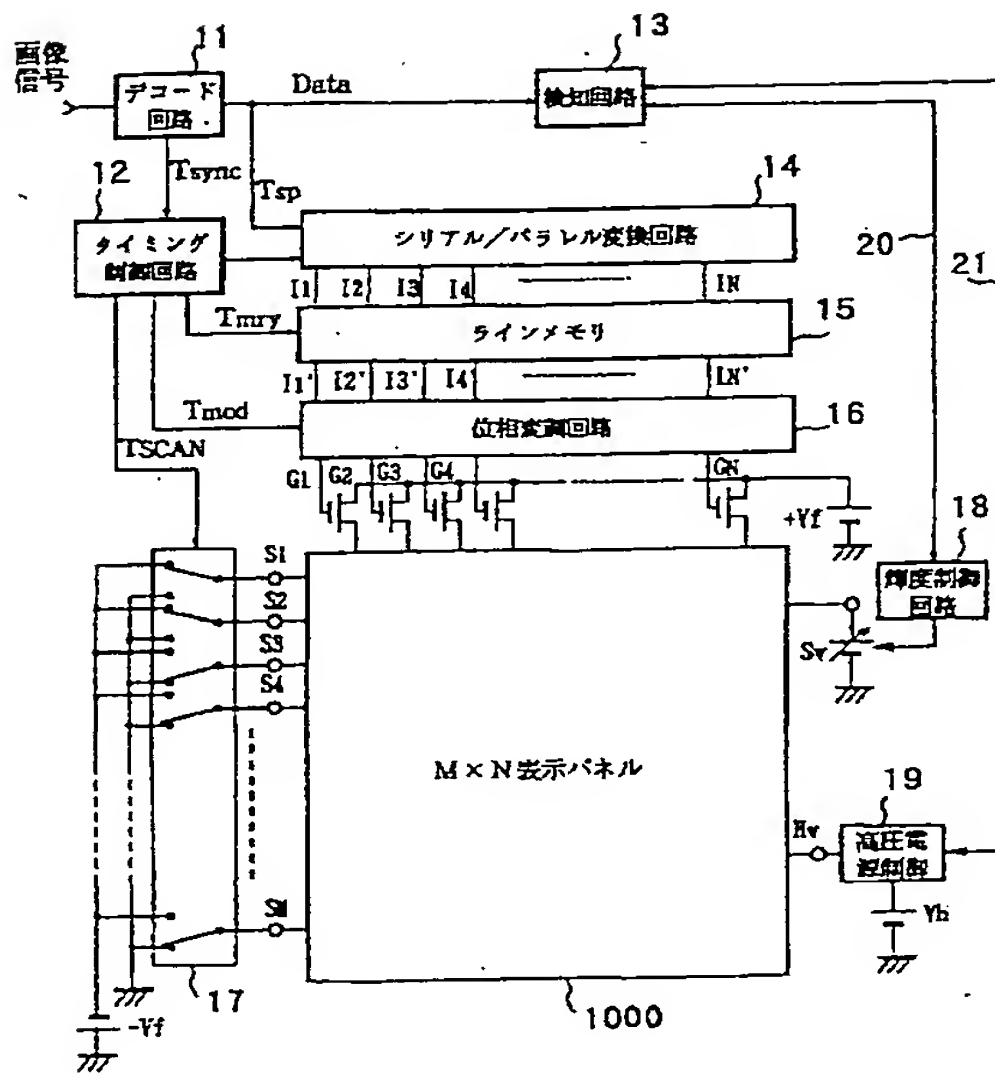 画像
信号
11
デコード
回路
Data
13
検知回路
12
Tsync
Tsp
14
タイミング
制御回路
シリアル/パラレル変換回路
20
21
I1
I2
I3
I4
IN
Tmry
ラインメモリ
15
I1'
I2'
I3'
I4'
IN'
Tmod
位相変調回路
16
TSCAN
G1
G2
G3
G4
GN
+Vf
18
輝度制御
回路
S1
S2
S3
S4
Sv
M×N表示パネル
19
Hv
高圧電
源制御
Vh
SM
17
1000
-Vf